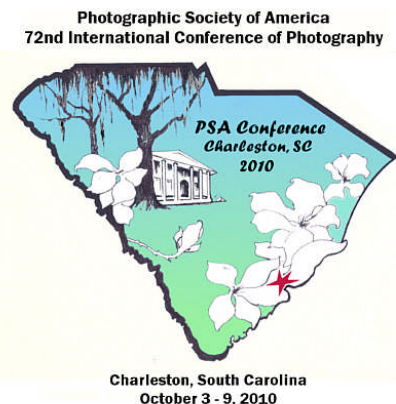 Photographic Society of America
72nd International Conference of Photography
PSA Conference
Charleston, SC
2010
Charleston, South Carolina
October 3 - 9, 2010